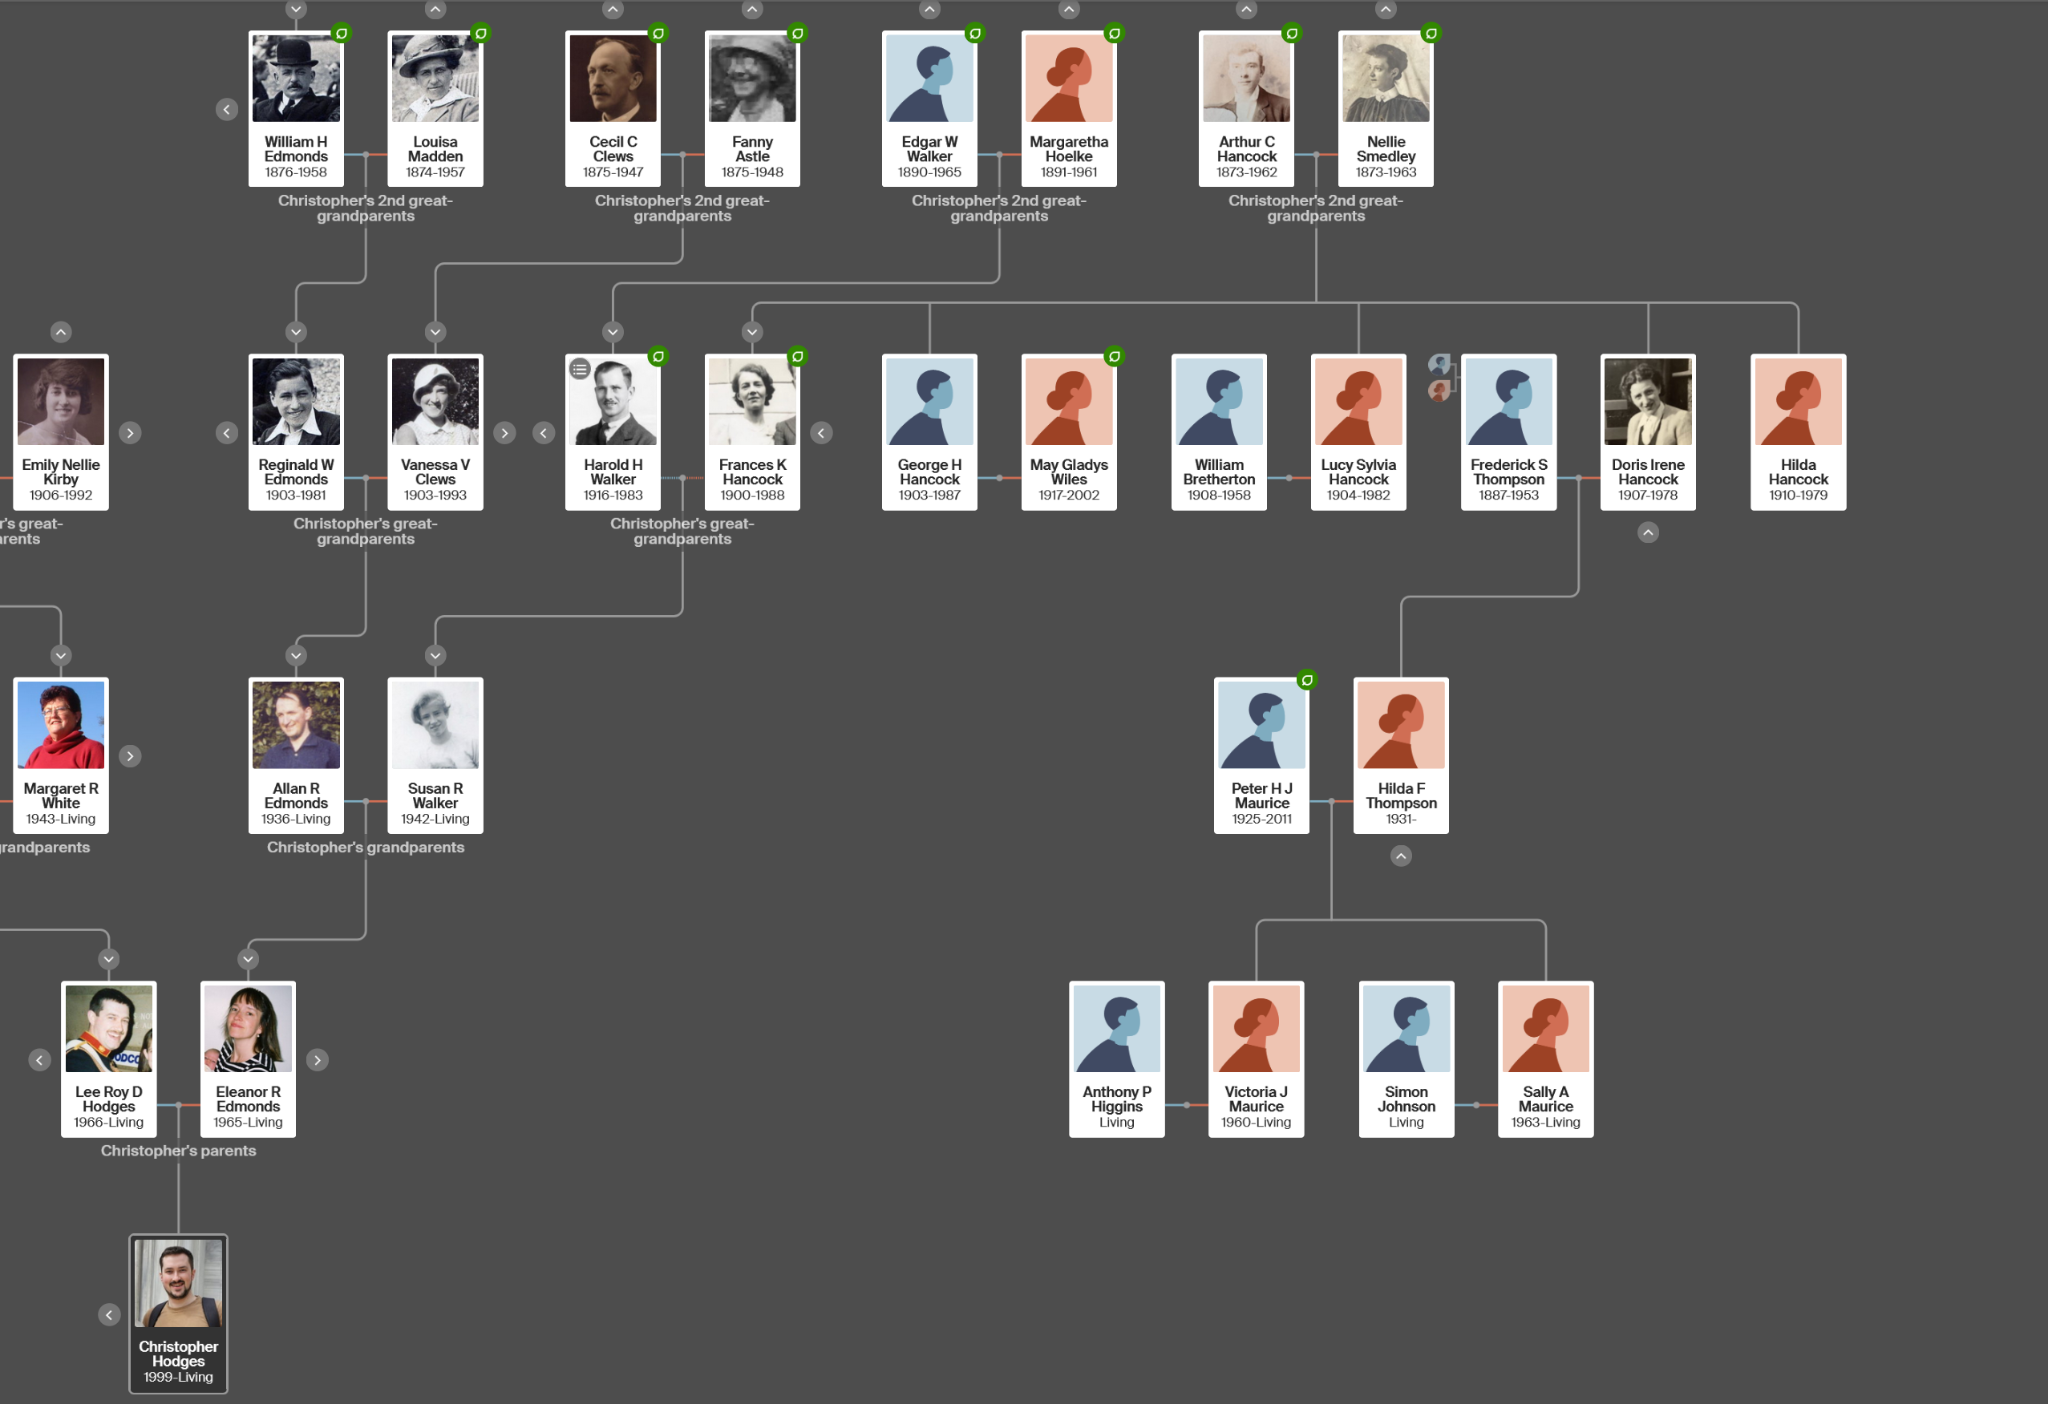 William H
Edmonds
1876-1958
Louisa
Madden
1874-1957
Christopher's 2nd great-
grandparents
Cecil C
Clews
1875-1947
Fanny
Astle
1875-1948
Christopher's 2nd great-
grandparents
Edgar W
Walker
1890-1965
Margaretha
Hoelke
1891-1961
Christopher's 2nd great-
grandparents
Arthur C
Hancock
1873-1962
Nellie
Smedley
1873-1963
Christopher's 2nd great-
grandparents
Emily Nellie
Kirby
1906-1992
r's great-
rents
Reginald W
Edmonds
1903-1981
Vanessa V
Clews
1903-1993
Christopher's great-
grandparents
Harold H
Walker
1916-1983
Frances K
Hancock
1900-1988
Christopher's great-
grandparents
George H
Hancock
1903-1987
May Gladys
Wiles
1917-2002
William
Bretherton
1908-1958
Lucy Sylvia
Hancock
1904-1982
Frederick S
Thompson
1887-1953
Doris Irene
Hancock
1907-1978
Hilda
Hancock
1910-1979
Margaret R
White
1943-Living
grandparents
Allan R
Edmonds
1936-Living
Susan R
Walker
1942-Living
Christopher's grandparents
Peter H J
Maurice
1925-2011
Hilda F
Thompson
1931-
Lee Roy D
Hodges
1966-Living
Eleanor R
Edmonds
1965-Living
Christopher's parents
Anthony P
Higgins
Living
Victoria J
Maurice
1960-Living
Simon
Johnson
Living
Sally A
Maurice
1963-Living
Christopher
Hodges
1999-Living